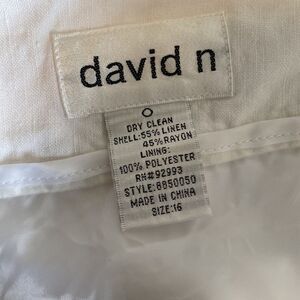 david n
DRY CLEAN
SHELL:55% LINEN
45%RAYON
LINING:
100% POLYESTER
RN#92993
STYLE:8850050
MADE IN CHINA
SIZE:16